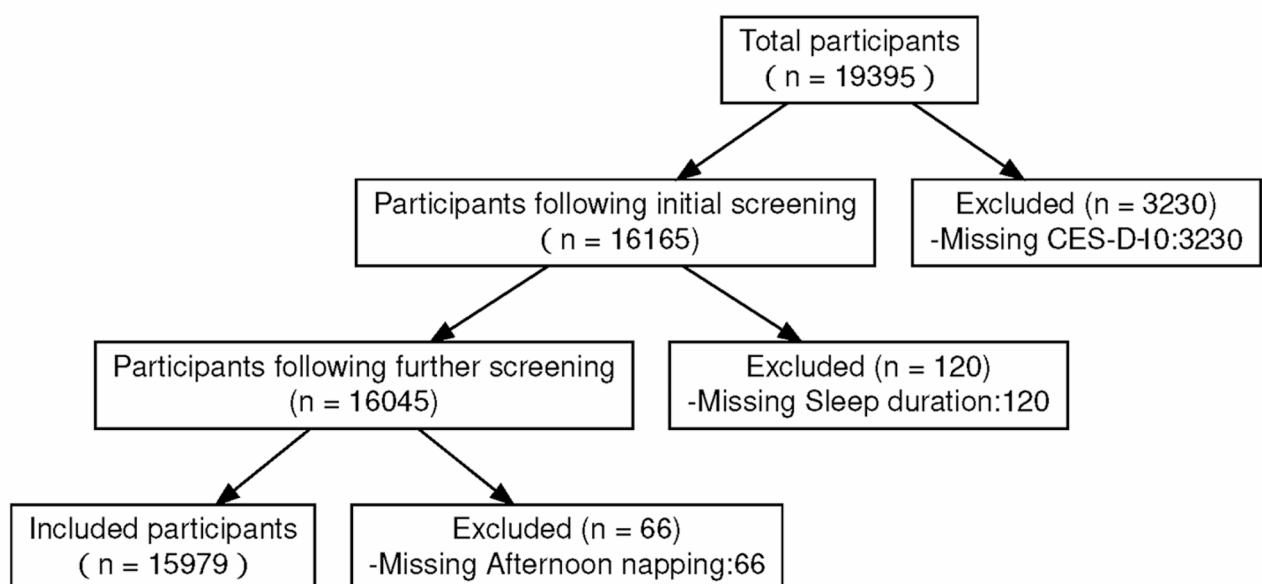 Total participants
( n = 19395 )
Participants following initial screening
( n = 16165)
Excluded (n = 3230)
-Missing CES-D-10:3230
Participants following further screening
(n = 16045)
Excluded (n = 120)
-Missing Sleep duration:120
Included participants
( n = 15979 )
Excluded (n = 66)
-Missing Afternoon napping:66